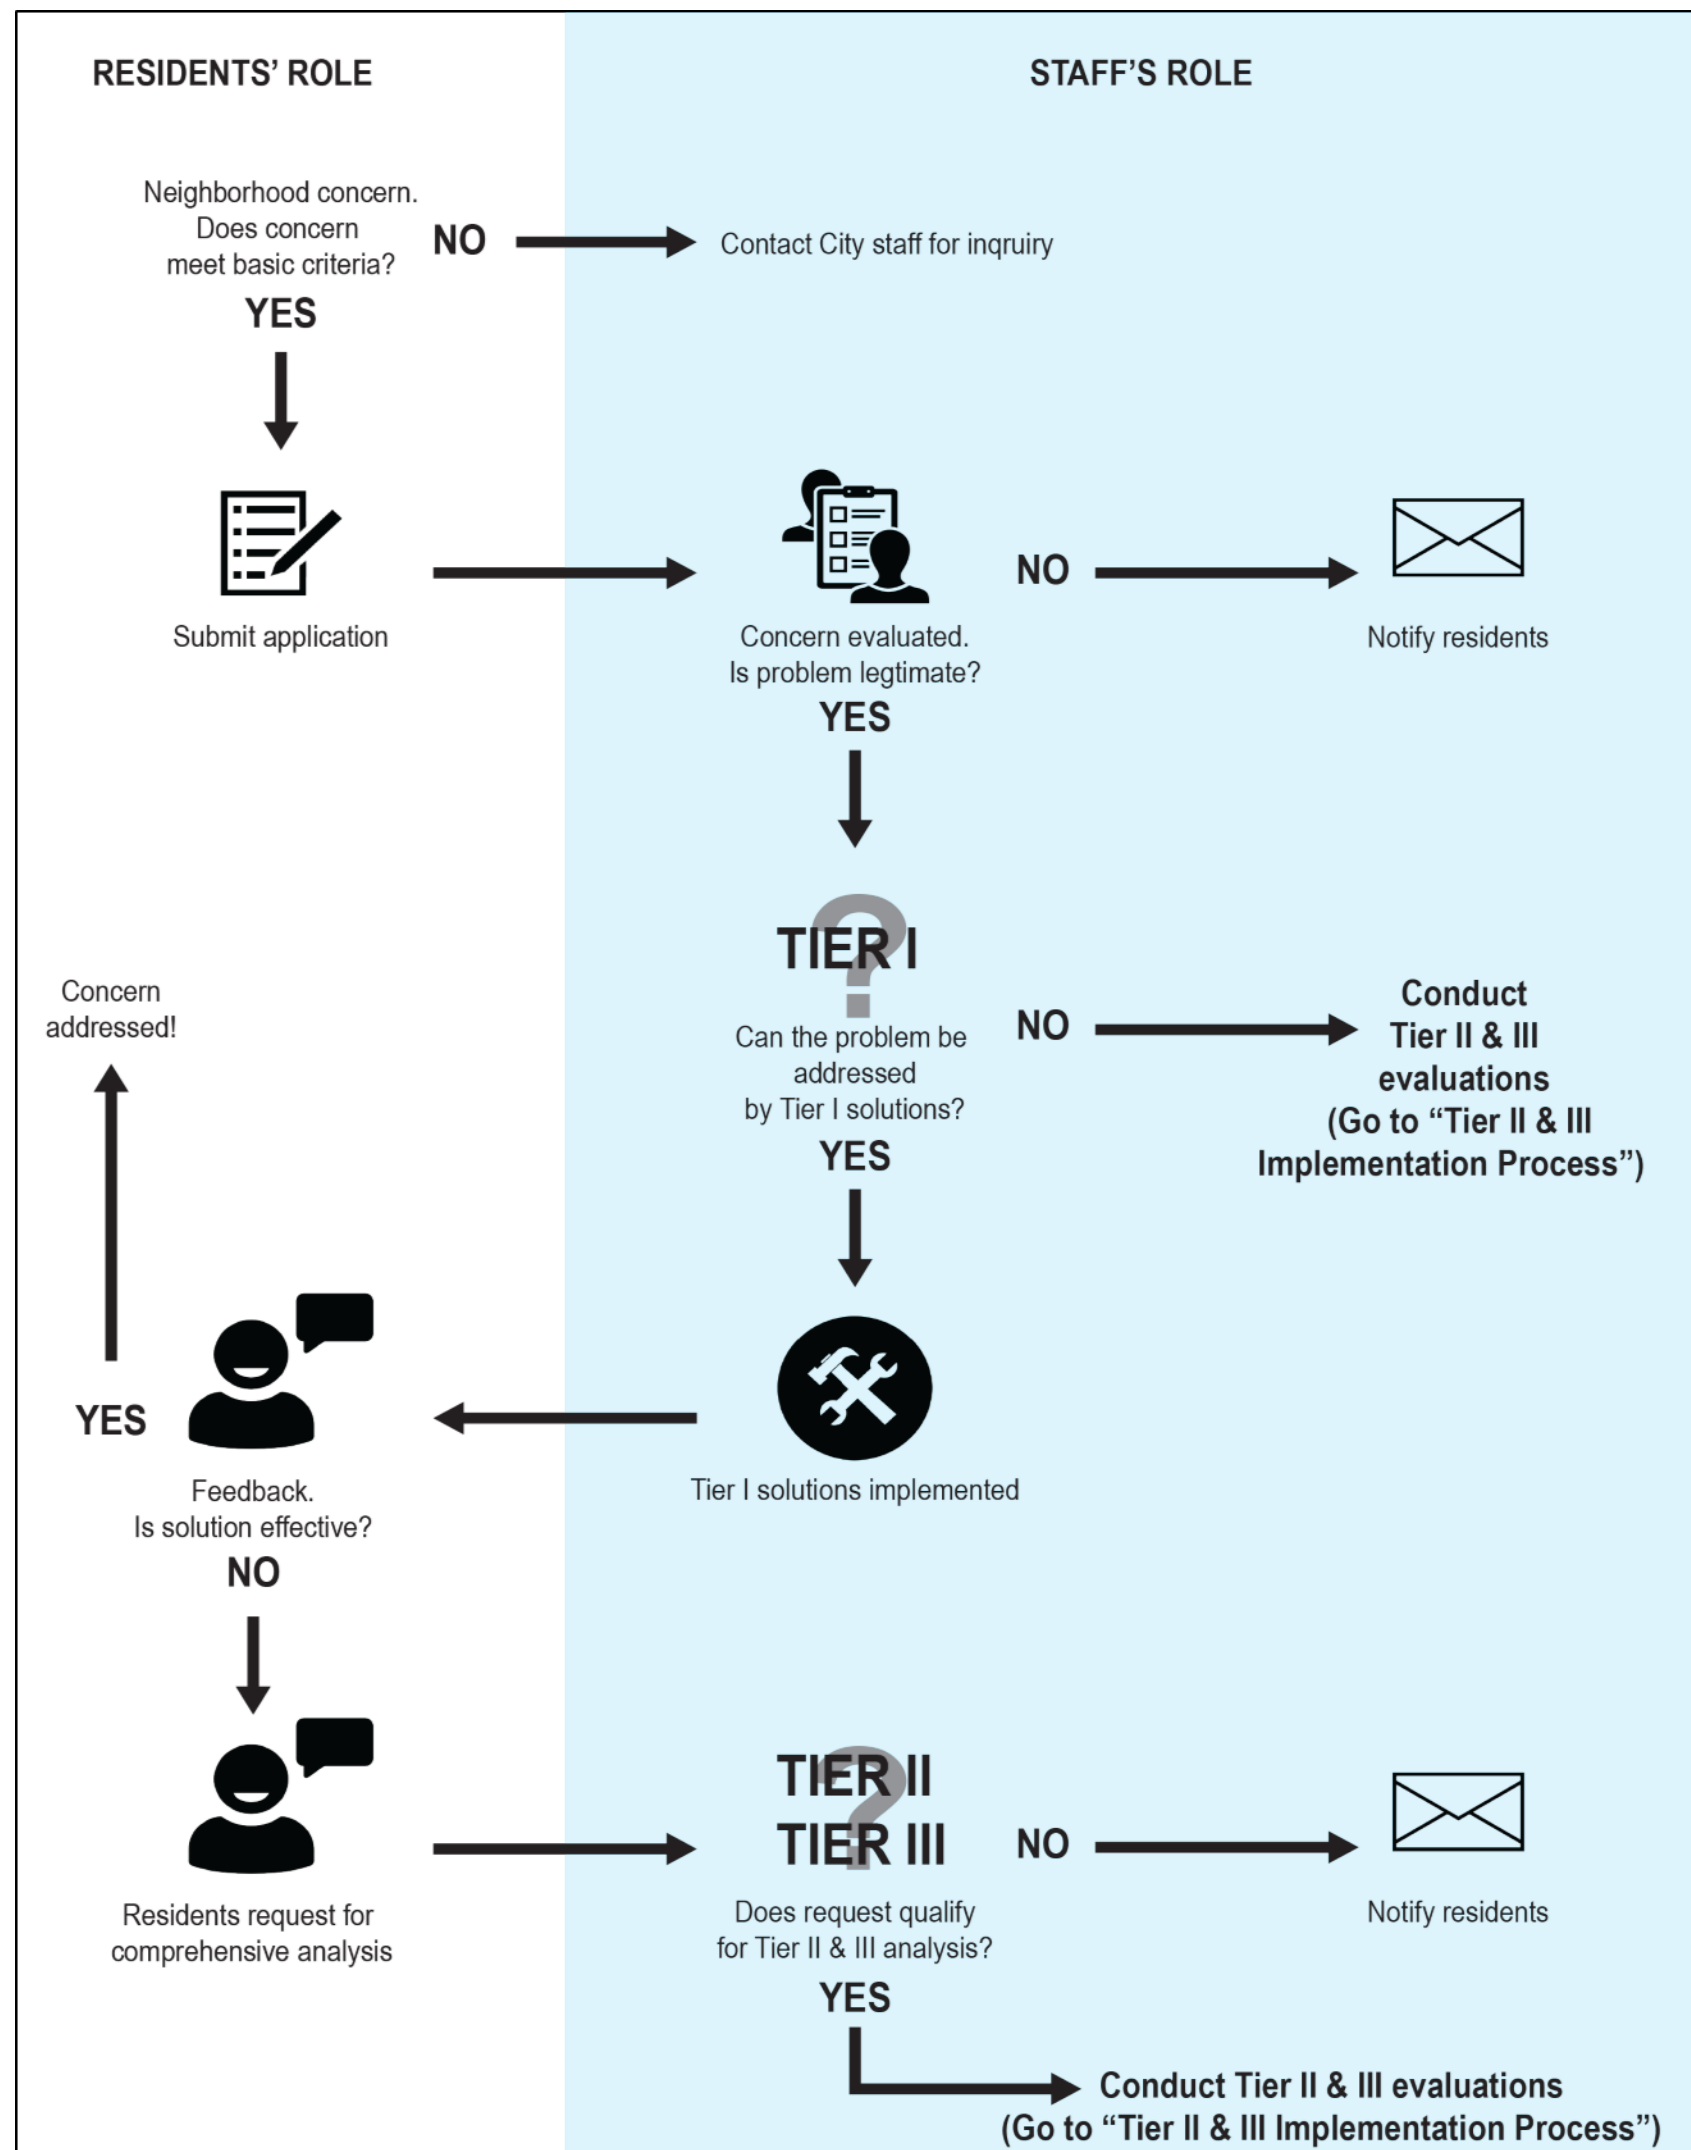 RESIDENTS' ROLE
STAFF'S ROLE
Neighborhood concern.
Does concern
meet basic criteria?
NO
Contact City staff for inqruiry
YES
Submit application
Concern evaluated.
Is problem legtimate?
NO
Notify residents
YES
TIER I
?
Can the problem be
addressed
by Tier I solutions?
NO
Conduct
Tier II & III
evaluations
(Go to “Tier II & III
Implementation Process”)
YES
Concern
addressed!
Tier I solutions implemented
YES
Feedback.
Is solution effective?
NO
Residents request for
comprehensive analysis
TIER II
TIER III
?
Does request qualify
for Tier II & III analysis?
NO
Notify residents
YES
Conduct Tier II & III evaluations
(Go to “Tier II & III Implementation Process”)